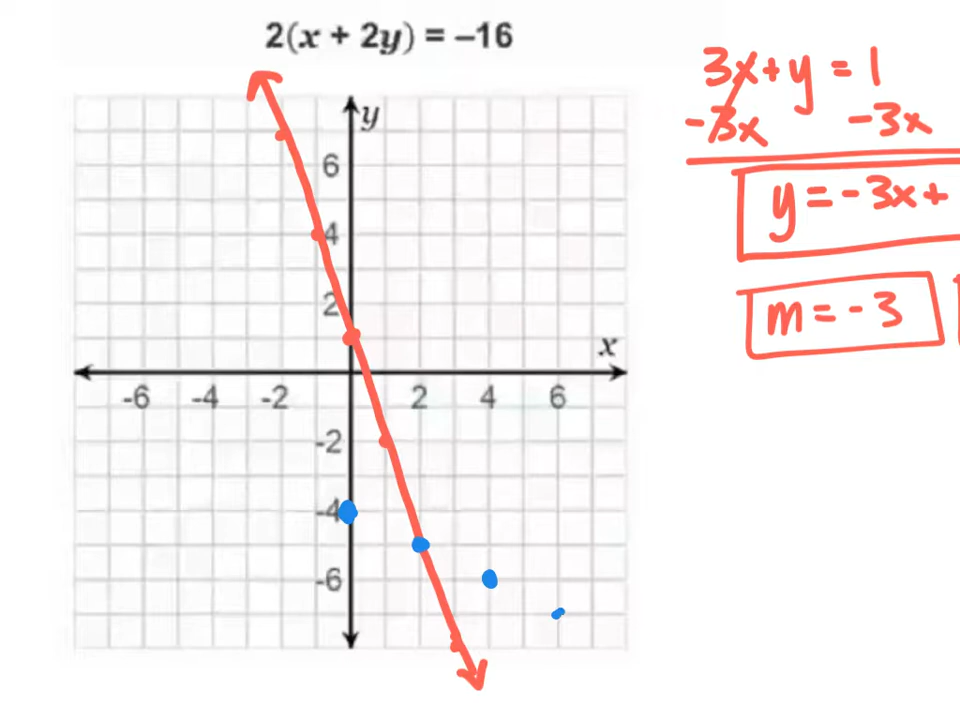 2(x + 2y) = –16
3x + y = 1
-3x -3x
y = -3x +
m = -3
y
6
4
2
x
-6 -4 -2 2 4 6
-2
-4
-6